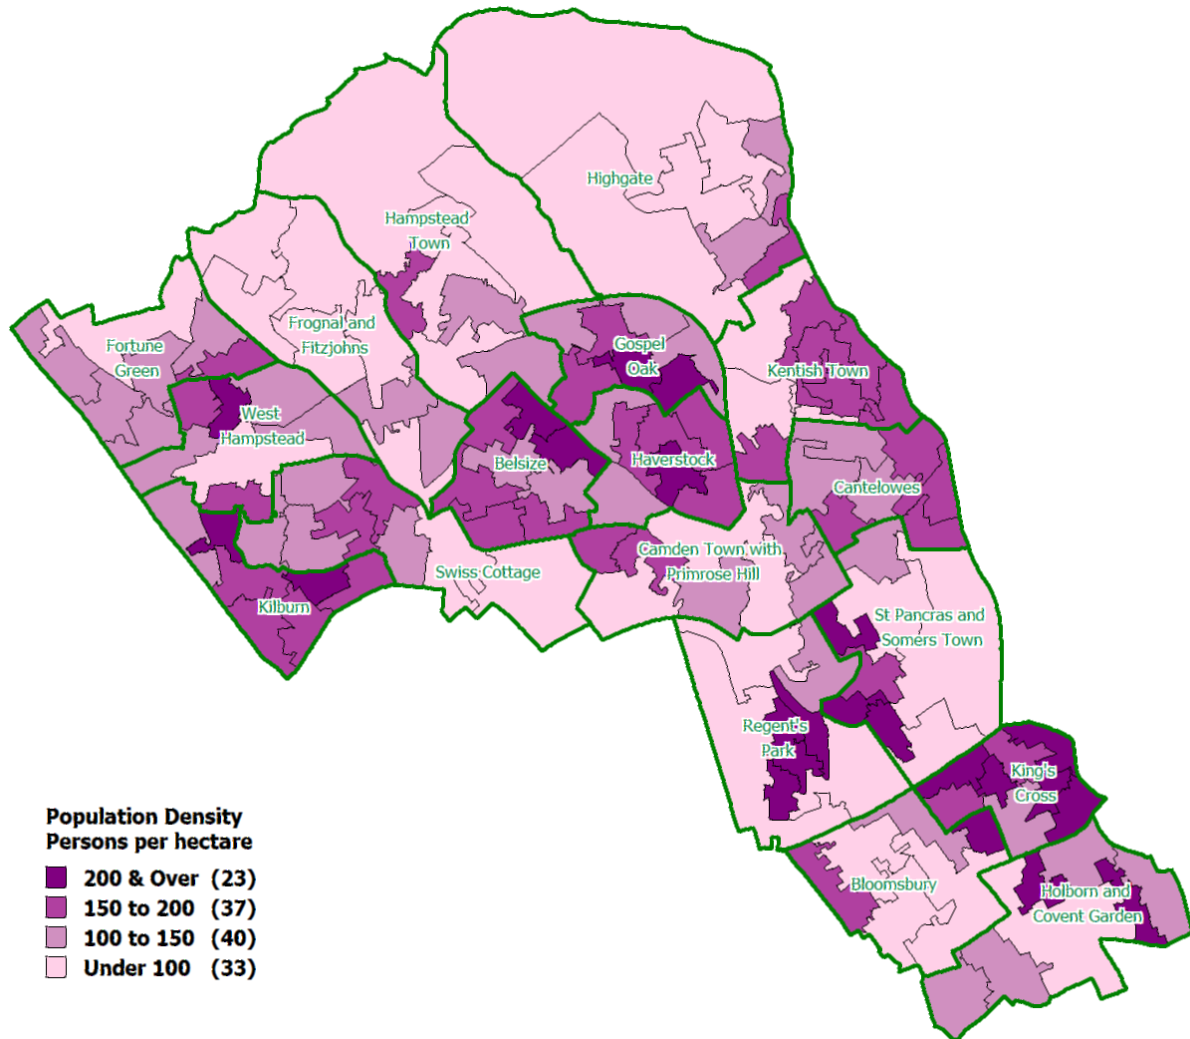 Highgate
Hampstead
Town
Frognal and
Fitzjohns
Fortune
Green
Gospel
Oak
Kentish Town
West
Hampstead
Belsize
Haverstock
Cantelowes
Camden Town with
Primrose Hill
Swiss Cottage
Kilburn
St Pancras and
Somers Town
Regent's
Park
King's
Cross
Bloomsbury
Holborn and
Covent Garden
Population Density
Persons per hectare
200 & Over (23)
150 to 200 (37)
100 to 150 (40)
Under 100 (33)